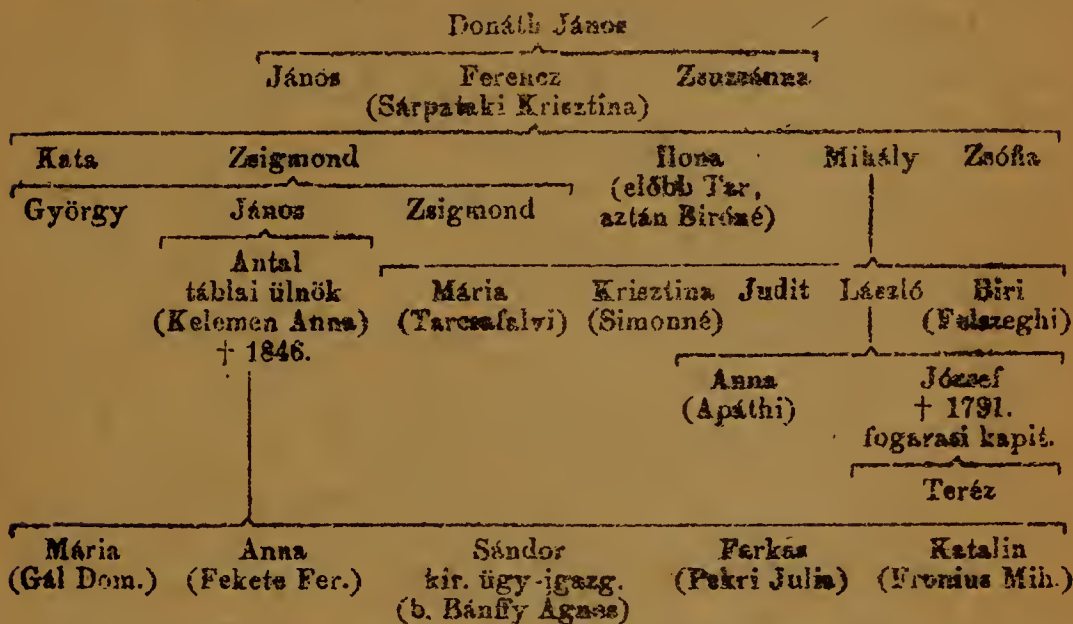 Donáth János
János Ferencz Zsuzsánna
(Sárpataki Krisztína)
Kata Zsigmond Ilona Mihály Zsófia
(előbb Tar,
aztán Biróné)
György János Zsigmond
Antal
táblai ülnök
(Kelemen Anna)
† 1846.
Mária Krisztina Judit László Biri
(Tarcsafalvi) (Simonné) (Felszeghi)
Anna József
(Apáthi) † 1791.
fogarasi kapit.
Teréz
Mária Anna Sándor Farkas Katalin
(Gál Dom.) (Fekete Fer.) kir. ügy-igazg. (Pekri Julia) (Fronius Mih.)
(b. Bánffy Ágnes)